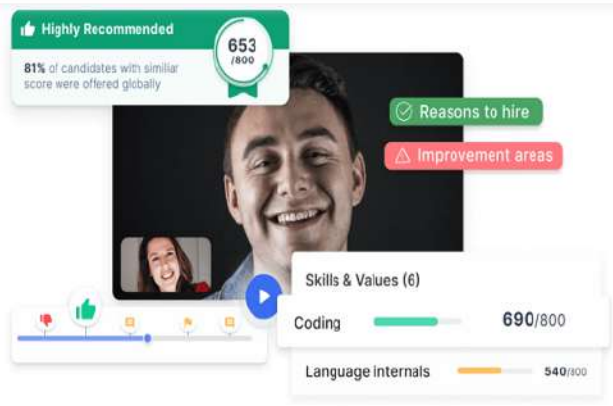 Highly Recommended
653
/800
81% of candidates with similiar
score were offered globally
Reasons to hire
Improvement areas
Skills & Values (6)
Coding 690/800
Language internals 540/800